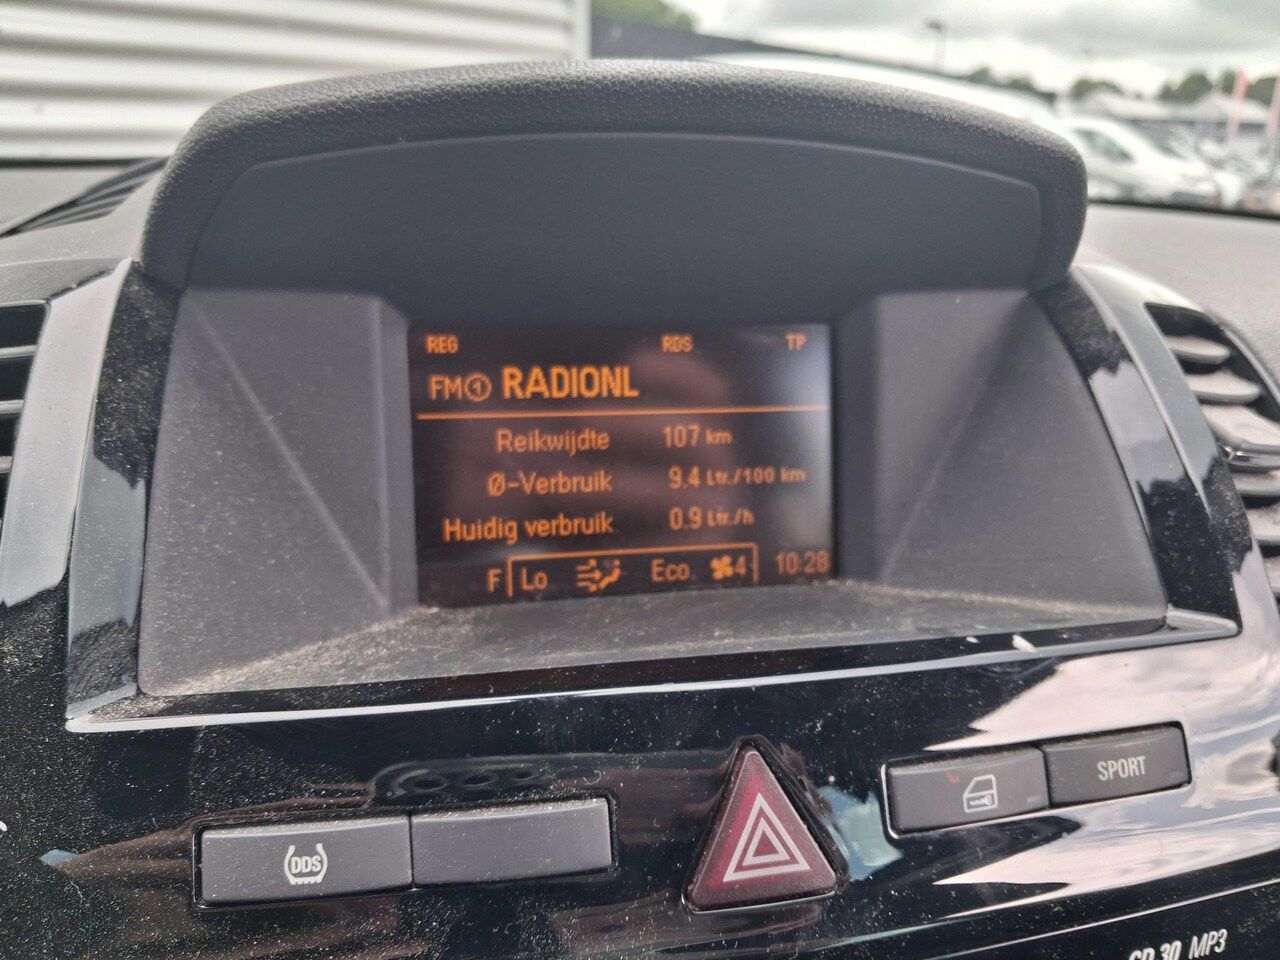 REG RDS TP
FM① RADIONL
Reikwijdte 107 km
Ø-Verbruik 9.4 Ltr./100 km
Huidig verbruik 0.9 Ltr./h
F Lo Eco 4 10:28
SPORT
DDS
CD 30 MP3